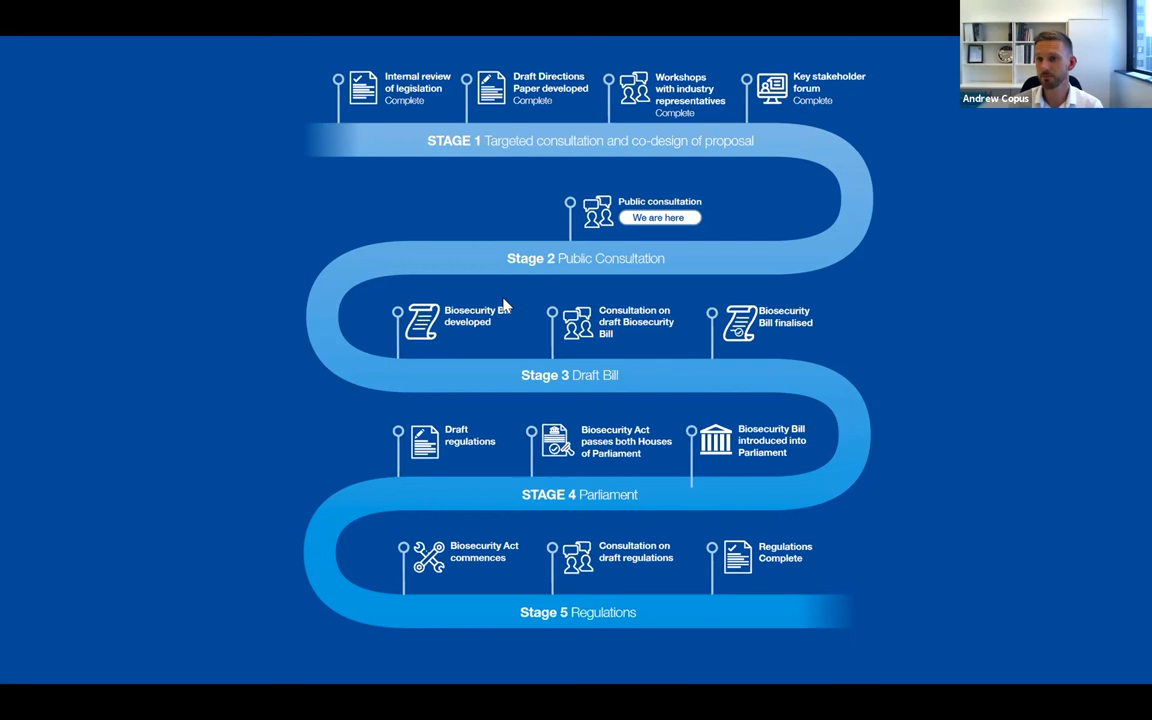 Internal review
of legislation
Complete
Draft Directions
Paper developed
Complete
Workshops
with industry
representatives
Complete
Key stakeholder
forum
Complete
Andrew Copus
STAGE 1 Targeted consultation and co-design of proposal
Public consultation
We are here
Stage 2 Public Consultation
Biosecurity
developed
Consultation on
draft Biosecurity
Bill
Biosecurity
Bill finalised
Stage 3 Draft Bill
Draft
regulations
Biosecurity Act
passes both Houses
of Parliament
Biosecurity Bill
introduced into
Parliament
STAGE 4 Parliament
Biosecurity Act
commences
Consultation on
draft regulations
Regulations
Complete
Stage 5 Regulations